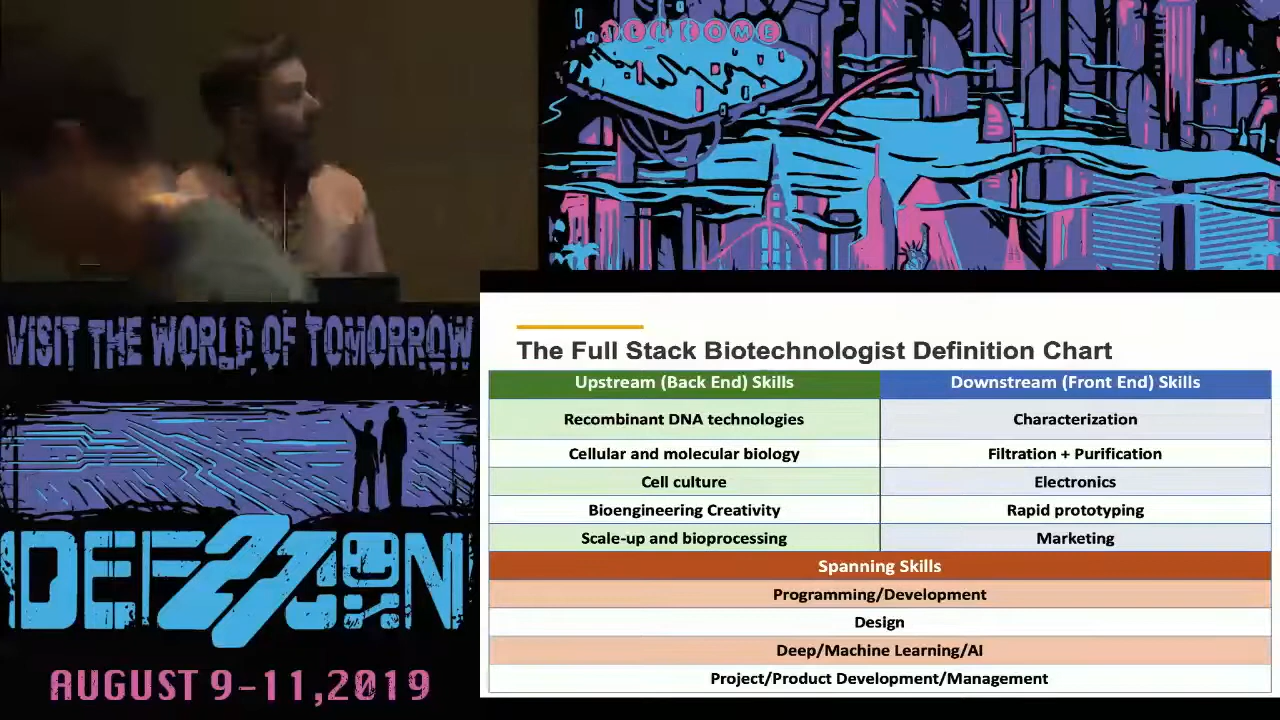 WELCOME
VISIT THE WORLD OF TOMORROW
DEF27CON
AUGUST 9-11,2019
The Full Stack Biotechnologist Definition Chart
Upstream (Back End) Skills Downstream (Front End) Skills
Recombinant DNA technologies Characterization
Cellular and molecular biology Filtration + Purification
Cell culture Electronics
Bioengineering Creativity Rapid prototyping
Scale-up and bioprocessing Marketing
Spanning Skills
Programming/Development
Design
Deep/Machine Learning/AI
Project/Product Development/Management